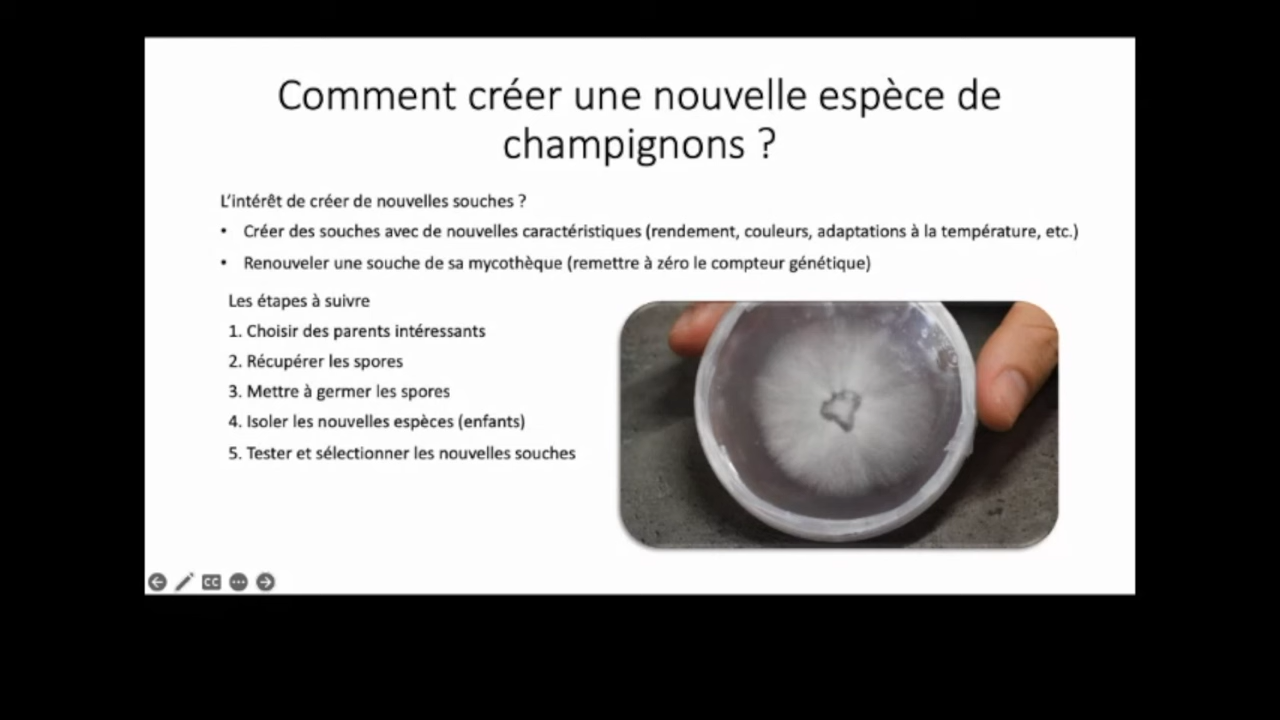 Comment créer une nouvelle espèce de
champignons ?
L'intérêt de créer de nouvelles souches ?
• Créer des souches avec de nouvelles caractéristiques (rendement, couleurs, adaptations à la température, etc.)
• Renouveler une souche de sa mycothèque (remettre à zéro le compteur génétique)
Les étapes à suivre
1. Choisir des parents intéressants
2. Récupérer les spores
3. Mettre à germer les spores
4. Isoler les nouvelles espèces (enfants)
5. Tester et sélectionner les nouvelles souches
CC